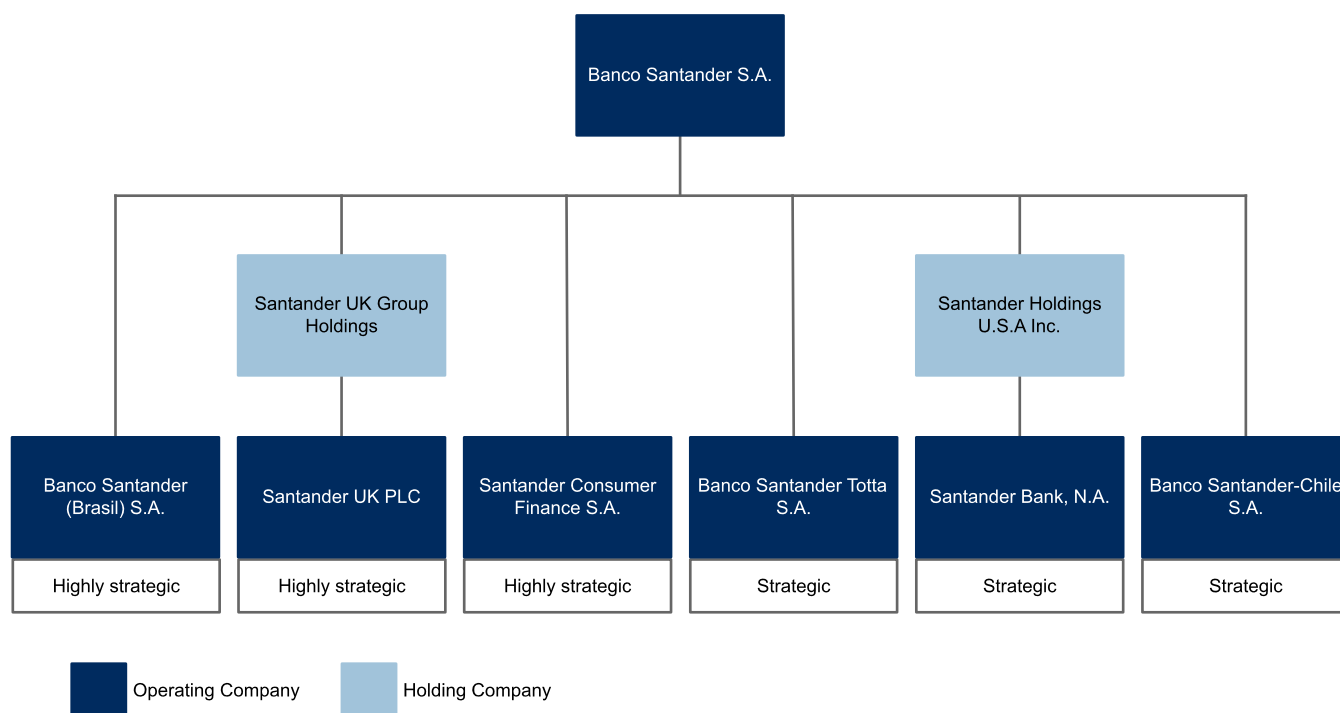 Banco Santander S.A.
Santander UK Group
Holdings
Santander Holdings
U.S.A Inc.
Banco Santander
(Brasil) S.A.
Santander UK PLC
Santander Consumer
Finance S.A.
Banco Santander Totta
S.A.
Santander Bank, N.A.
Banco Santander-Chile
S.A.
Highly strategic
Highly strategic
Highly strategic
Strategic
Strategic
Strategic
Operating Company
Holding Company